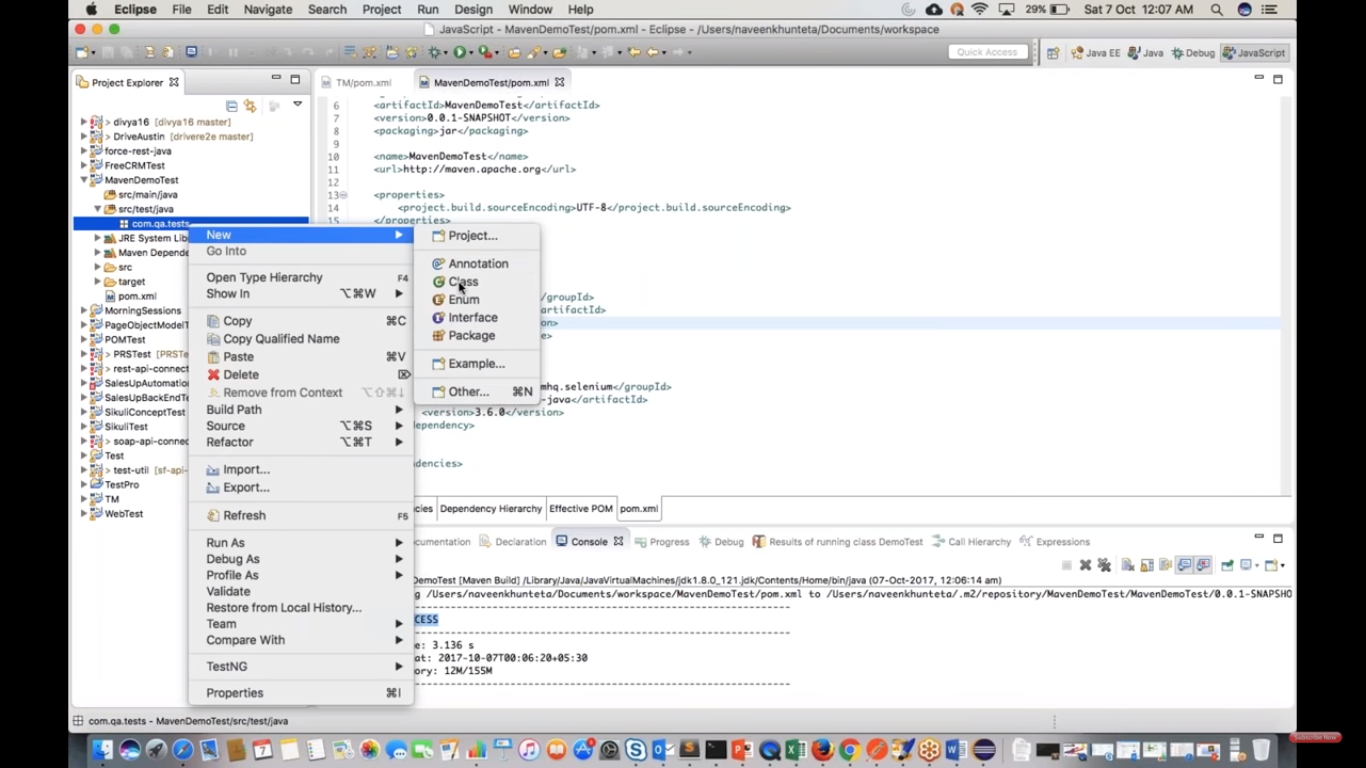 Eclipse File Edit Navigate Search Project Run Design Window Help 29% Sat 7 Oct 12:07 AM
JavaScript - MavenDemoTest/pom.xml - Eclipse - /Users/naveenkhunteta/Documents/workspace
Quick Access Java EE Java Debug JavaScript
Project Explorer
TM/pom.xml MavenDemoTest/pom.xml
> divya16 [divya16 master]
> DriveAustin [drivere2e master]
force-rest-java
FreeCRMTest
MavenDemoTest
src/main/java
src/test/java
com.qa.tests
JRE System Lib
Maven Depende
src
target
pom.xml
MorningSessions
PageObjectModelT
POMTest
> PRSTest [PRSTe
> rest-api-connec
SalesUpAutomation
SalesUpBackEndTe
SikuliConceptTest
SikuliTest
> soap-api-connec
Test
> test-util [sf-api-
TestPro
TM
WebTest
6 <artifactId>MavenDemoTest</artifactId>
7 <version>0.0.1-SNAPSHOT</version>
8 <packaging>jar</packaging>
9
10 <name>MavenDemoTest</name>
11 <url>http://maven.apache.org</url>
12
13 <properties>
14 <project.build.sourceEncoding>UTF-8</project.build.sourceEncoding>
15 </properties>
/groupId>
artifactId>
on>
e>
mhq.selenium</groupId>
-java</artifactId>
<version>3.6.0</version>
ependency>
ndencies>
New
Go Into
Open Type Hierarchy F4
Show In ⌥⌘W
Copy ⌘C
Copy Qualified Name
Paste ⌘V
Delete ⌦
Remove from Context ⌥⇧⌘↓
Build Path
Source ⌥⌘S
Refactor ⌥⌘T
Import...
Export...
Refresh F5
Run As
Debug As
Profile As
Validate
Restore from Local History...
Team
Compare With
TestNG
Properties ⌘I
Project...
Annotation
Class
Enum
Interface
Package
Example...
Other... ⌘N
cies Dependency Hierarchy Effective POM pom.xml
cumentation Declaration Console Progress Debug Results of running class DemoTest Call Hierarchy Expressions
DemoTest [Maven Build] /Library/Java/JavaVirtualMachines/jdk1.8.0_121.jdk/Contents/Home/bin/java (07-Oct-2017, 12:06:14 am)
g /Users/naveenkhunteta/Documents/workspace/MavenDemoTest/pom.xml to /Users/naveenkhunteta/.m2/repository/MavenDemoTest/MavenDemoTest/0.0.1-SNAPSHO
CESS
e: 3.136 s
at: 2017-10-07T00:06:20+05:30
ory: 12M/155M
com.qa.tests - MavenDemoTest/src/test/java
Subscribe Now